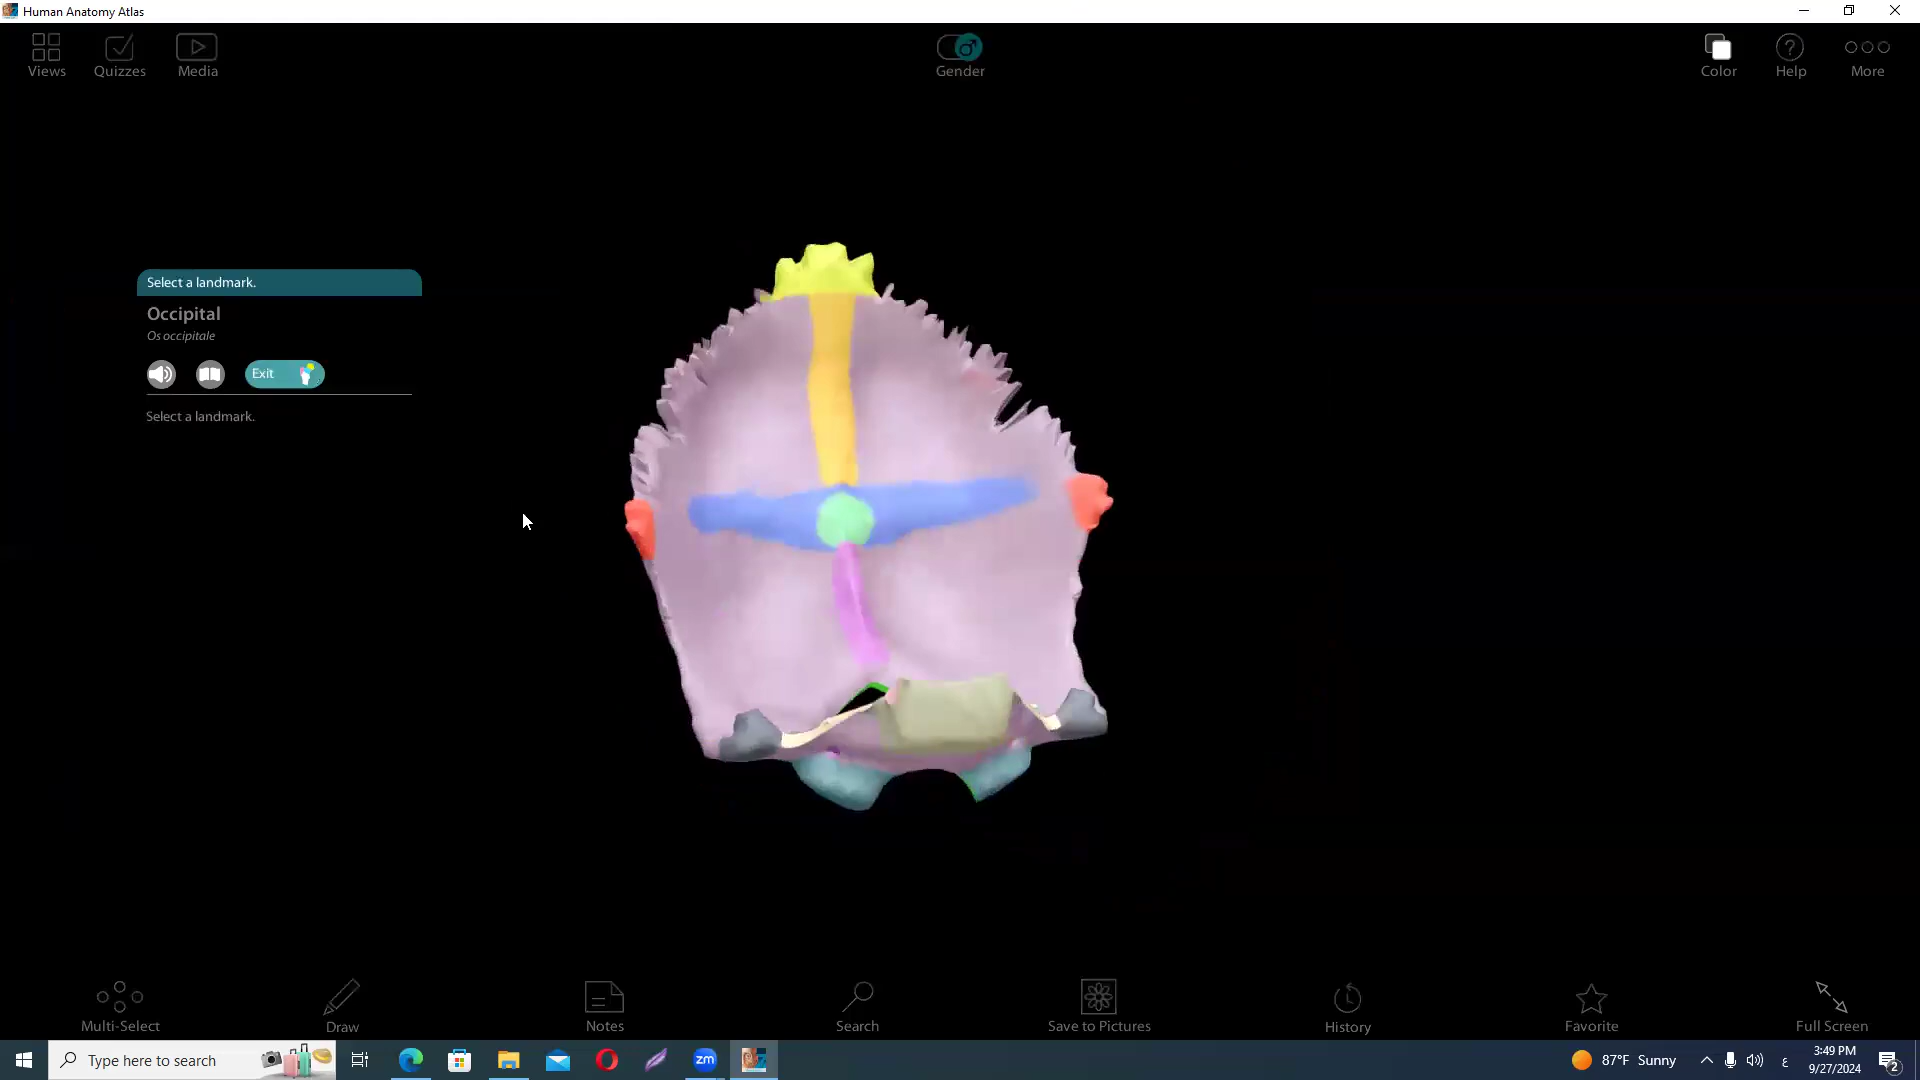 Human Anatomy Atlas
Views
Quizzes
Media
Gender
Color
Help
More
Select a landmark.
Occipital
Os occipitale
Exit
Select a landmark.
Multi-Select
Draw
Notes
Search
Save to Pictures
History
Favorite
Full Screen
Type here to search
zm
87°F Sunny
ع
3:49 PM
9/27/2024
2